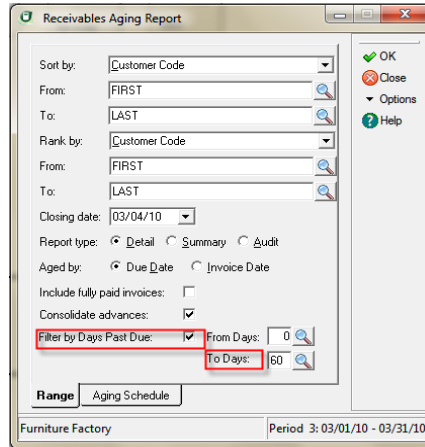 Receivables Aging Report
Sort by: Customer Code
From: FIRST
To: LAST
Rank by: Customer Code
From: FIRST
To: LAST
Closing date: 03/04/10
Report type: Detail Summary Audit
Aged by: Due Date Invoice Date
Include fully paid invoices:
Consolidate advances:
Filter by Days Past Due: From Days: 0
To Days: 60
Range Aging Schedule
OK
Close
Options
Help
Furniture Factory Period 3: 03/01/10 - 03/31/10